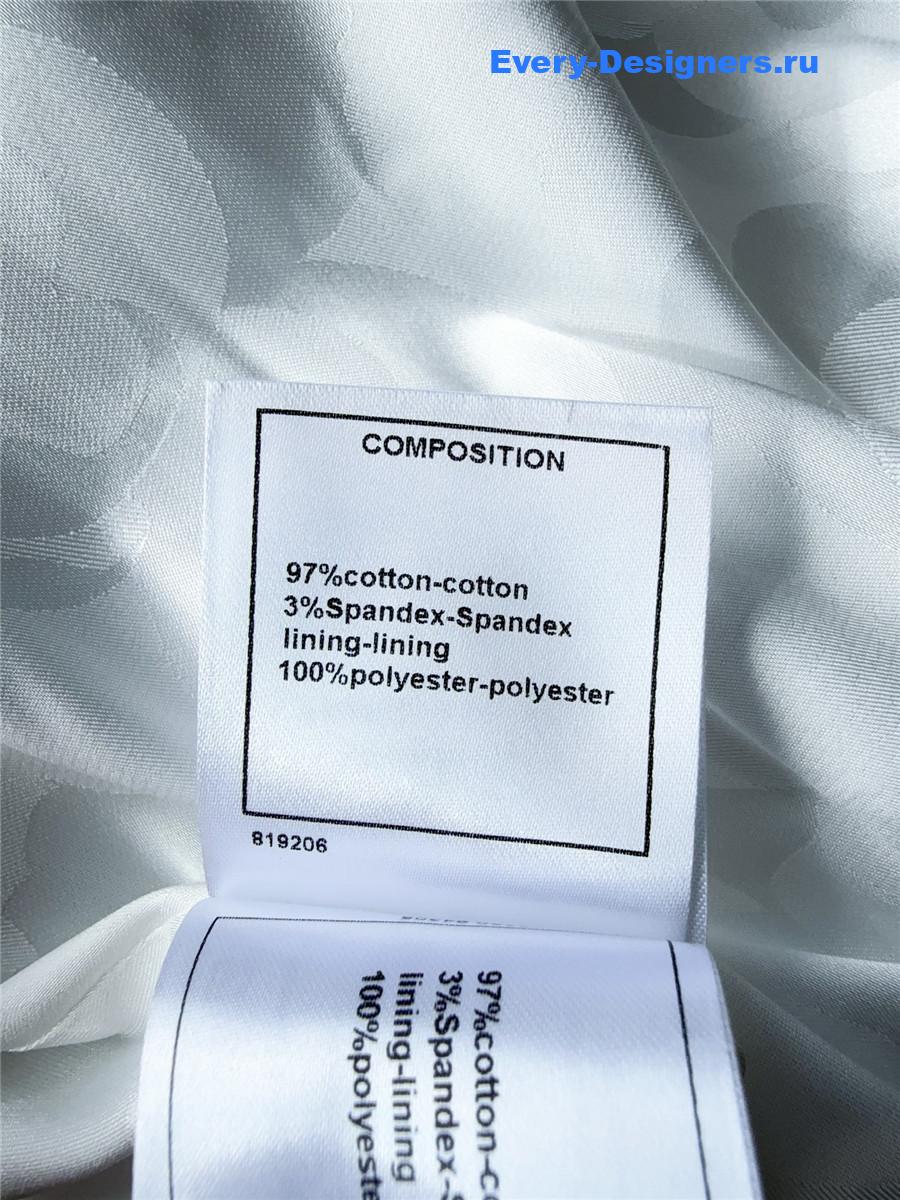 Every-Designers.ru
COMPOSITION
97%cotton-cotton
3%Spandex-Spandex
lining-lining
100%polyester-polyester
819206
97%cotton-c
3%Spandex-
lining-lining
100%polyeste